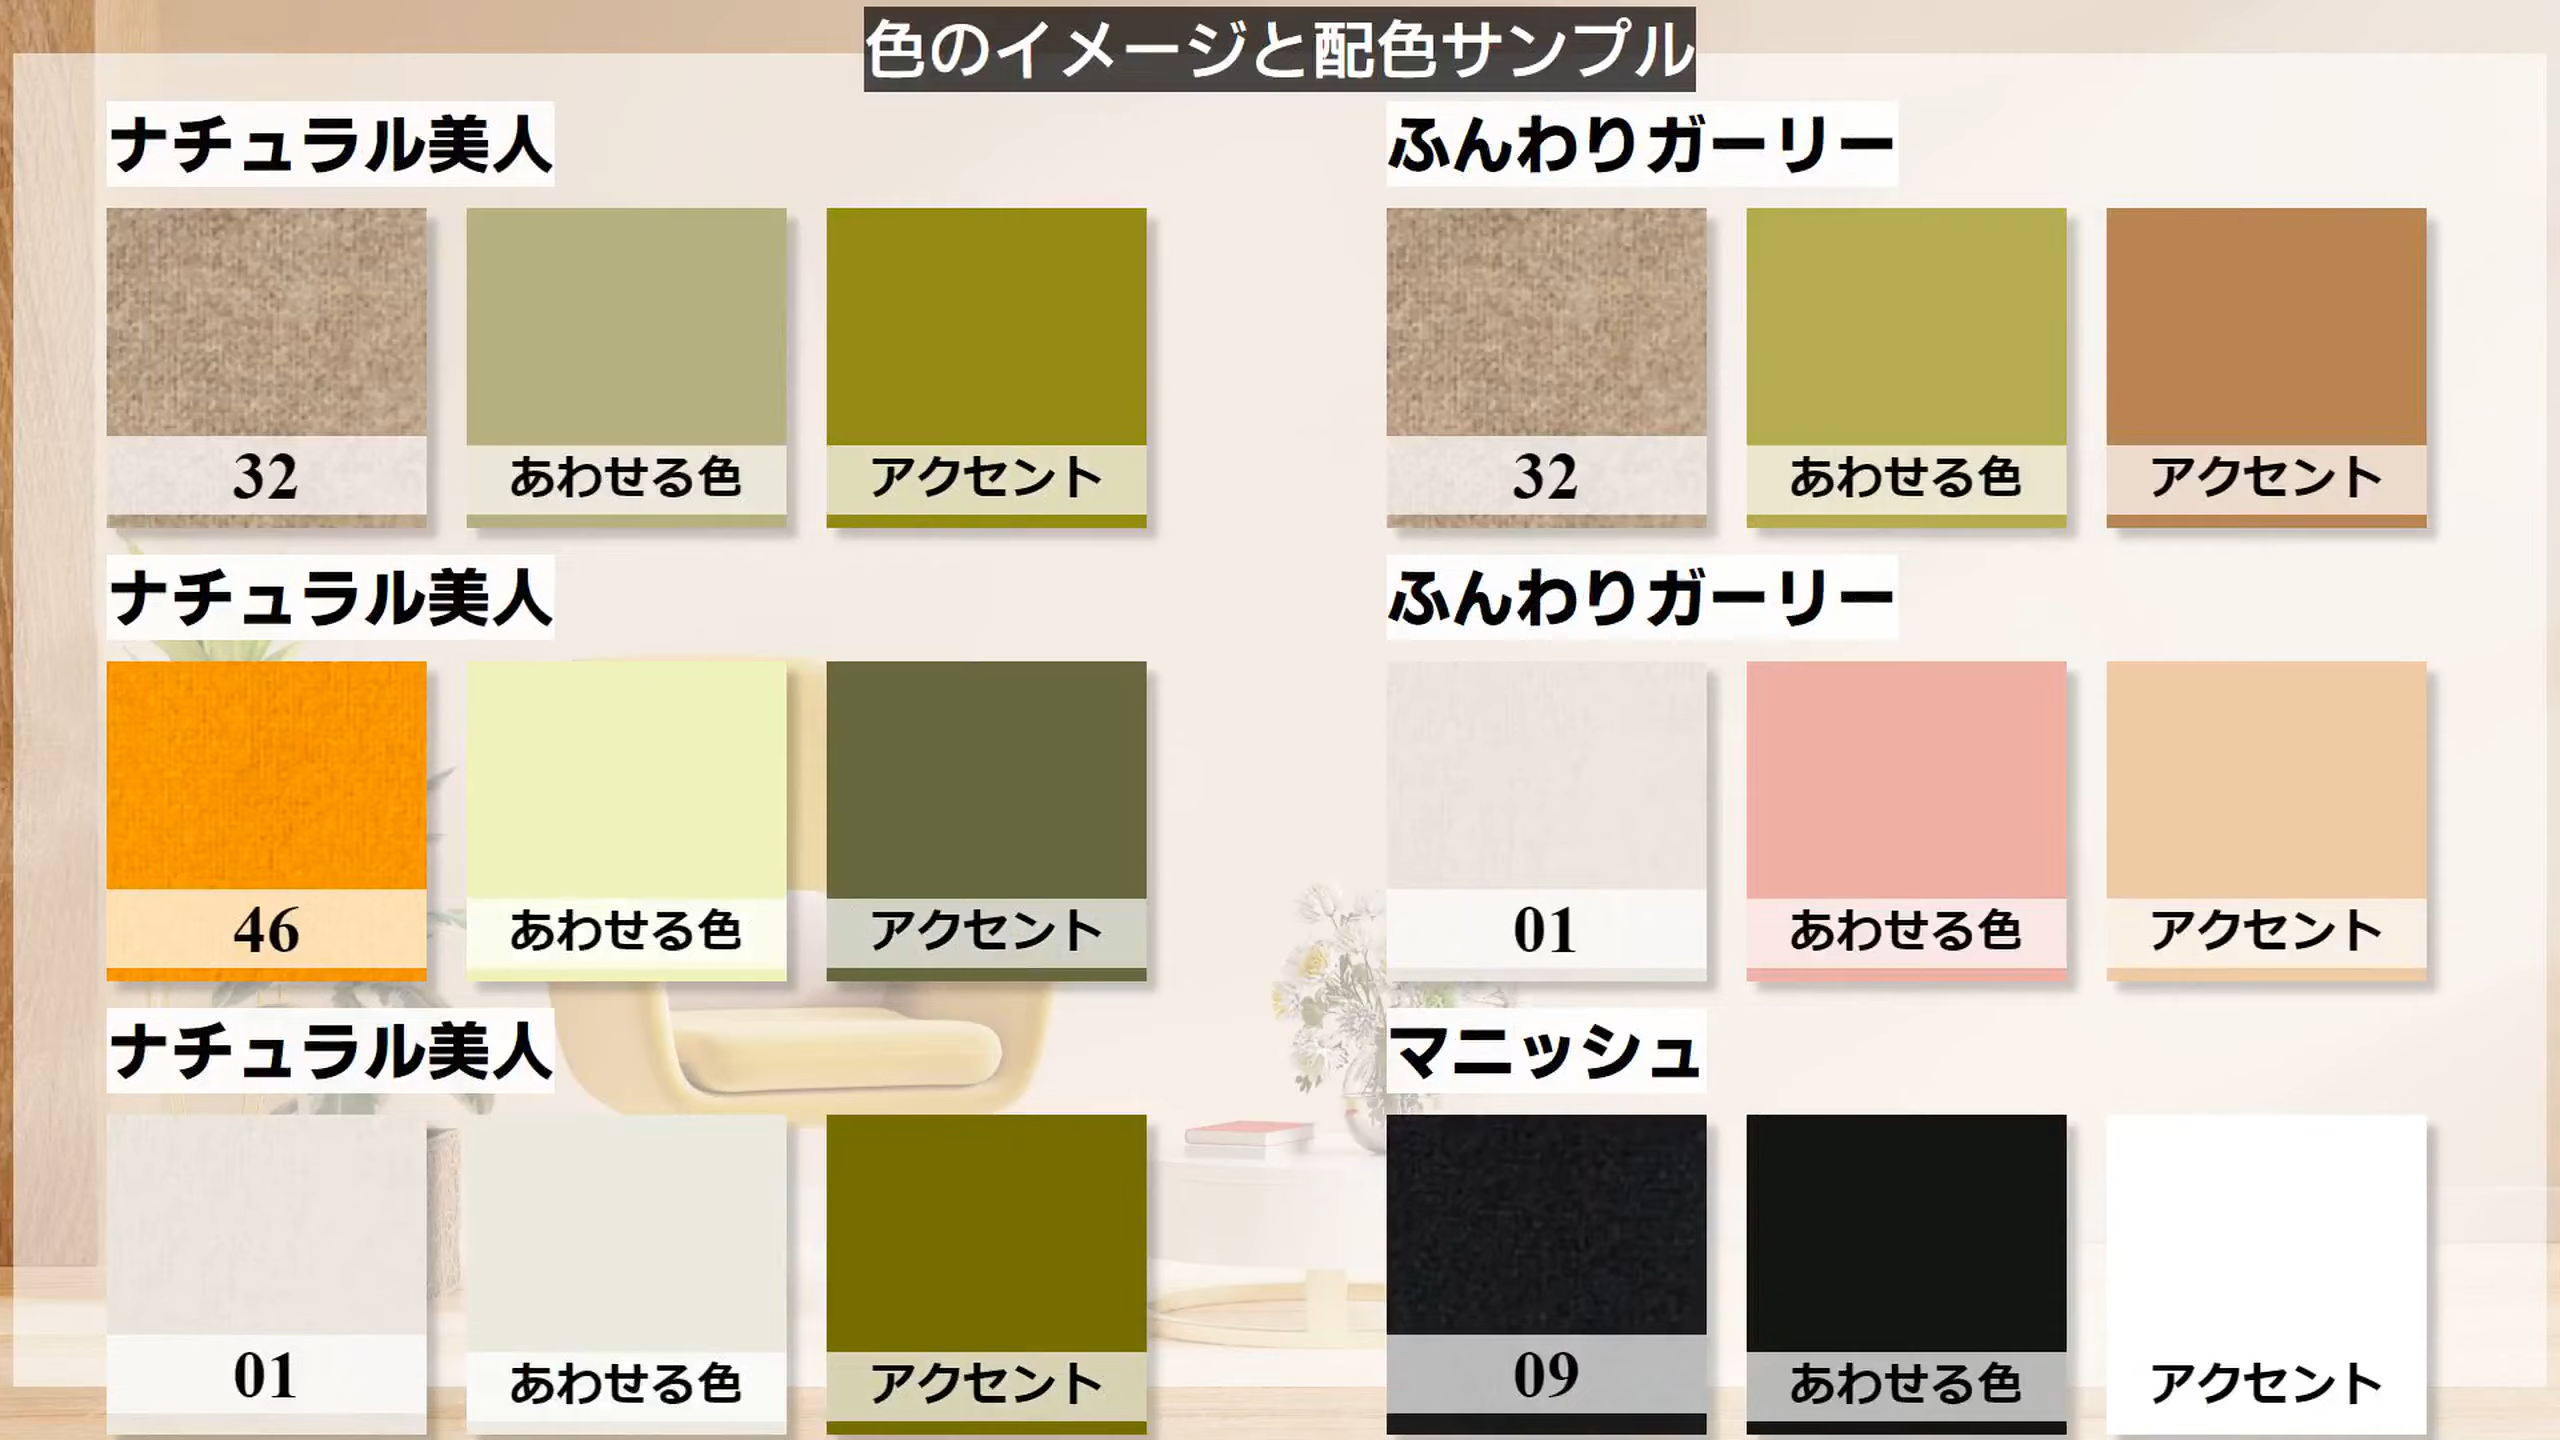 色のイメージと配色サンプル
ナチュラル美人
32
あわせる色
アクセント
ふんわりガーリー
32
あわせる色
アクセント
ナチュラル美人
46
あわせる色
アクセント
ふんわりガーリー
01
あわせる色
アクセント
ナチュラル美人
01
あわせる色
アクセント
マニッシュ
09
あわせる色
アクセント